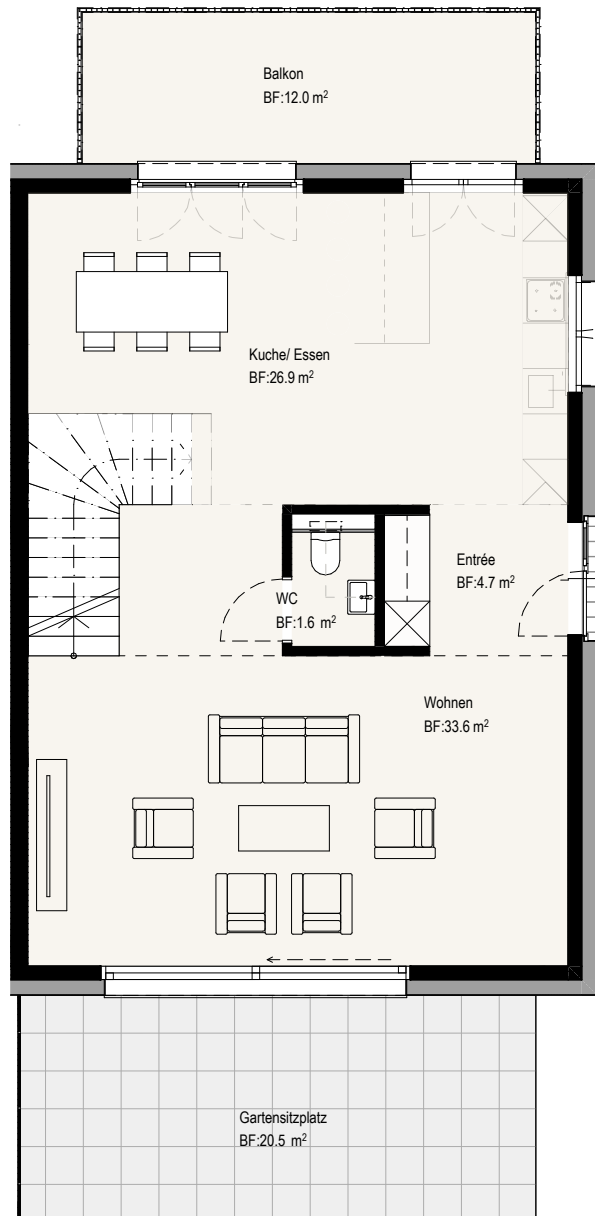 Balkon
BF:12.0 m²
Kuche/ Essen
BF:26.9 m²
Entrée
BF:4.7 m²
WC
BF:1.6 m²
Wohnen
BF:33.6 m²
Gartensitzplatz
BF:20.5 m²